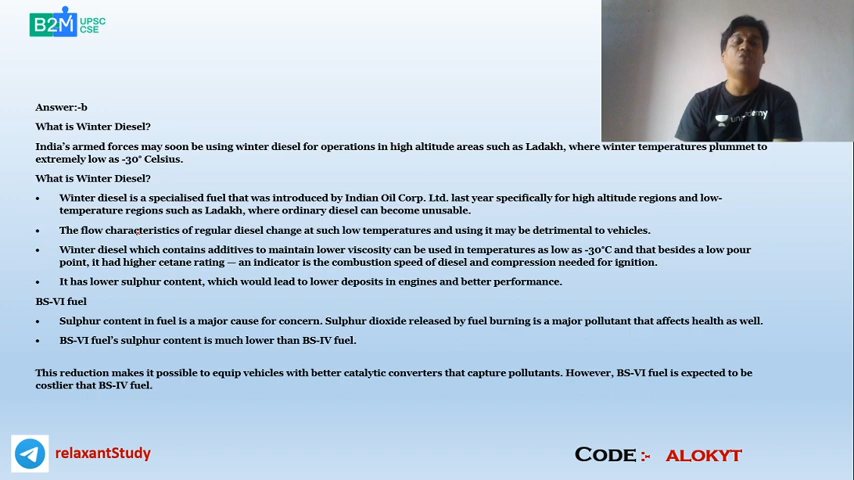 B2M UPSC
CSE
unacademy
Answer:-b
What is Winter Diesel?
India's armed forces may soon be using winter diesel for operations in high altitude areas such as Ladakh, where winter temperatures plummet to
extremely low as -30° Celsius.
What is Winter Diesel?
• Winter diesel is a specialised fuel that was introduced by Indian Oil Corp. Ltd. last year specifically for high altitude regions and low-
temperature regions such as Ladakh, where ordinary diesel can become unusable.
• The flow characteristics of regular diesel change at such low temperatures and using it may be detrimental to vehicles.
• Winter diesel which contains additives to maintain lower viscosity can be used in temperatures as low as -30°C and that besides a low pour
point, it had higher cetane rating — an indicator is the combustion speed of diesel and compression needed for ignition.
• It has lower sulphur content, which would lead to lower deposits in engines and better performance.
BS-VI fuel
• Sulphur content in fuel is a major cause for concern. Sulphur dioxide released by fuel burning is a major pollutant that affects health as well.
• BS-VI fuel's sulphur content is much lower than BS-IV fuel.
This reduction makes it possible to equip vehicles with better catalytic converters that capture pollutants. However, BS-VI fuel is expected to be
costlier that BS-IV fuel.
relaxantStudy
CODE :- ALOKYT